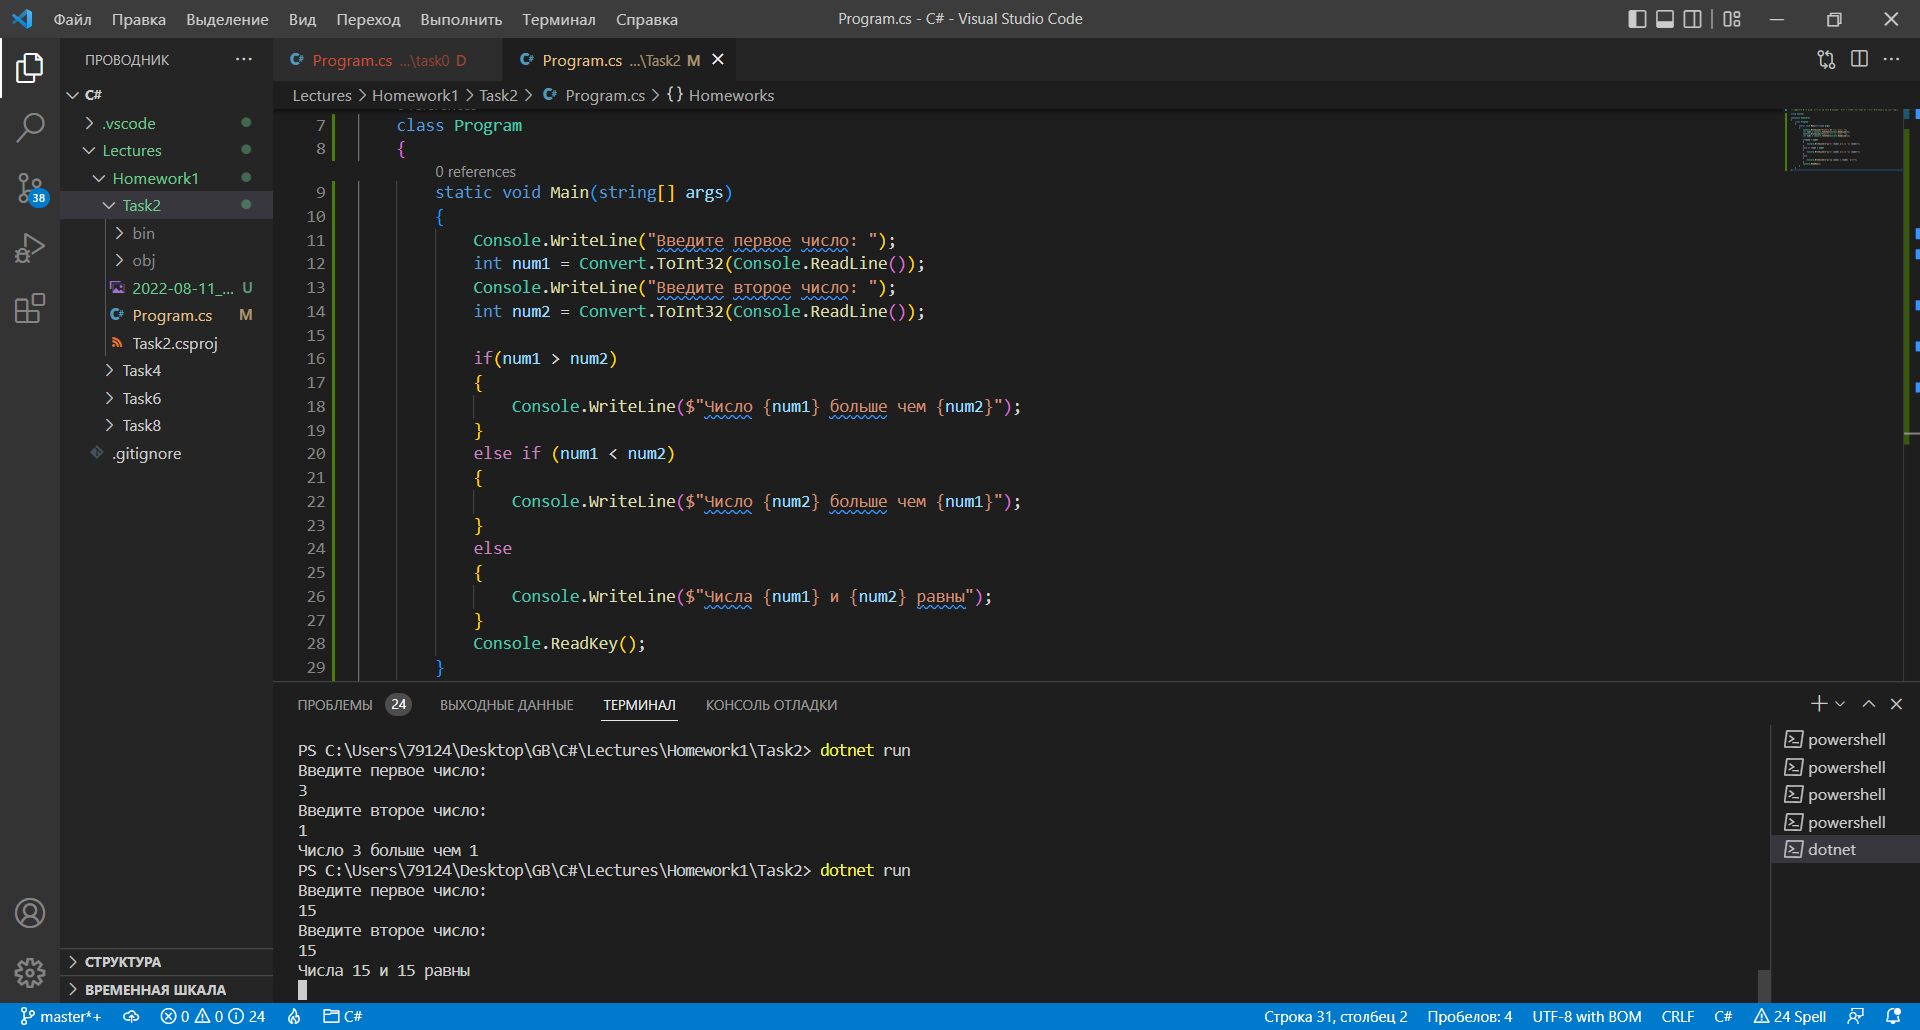 Файл Правка Выделение Вид Переход Выполнить Терминал Справка
Program.cs - C# - Visual Studio Code
ПРОВОДНИК
C#
.vscode
Lectures
Homework1
Task2
bin
obj
2022-08-11_... U
Program.cs M
Task2.csproj
Task4
Task6
Task8
.gitignore
СТРУКТУРА
ВРЕМЕННАЯ ШКАЛА
38
Program.cs ...\task0 D
Program.cs ...\Task2 M
Lectures > Homework1 > Task2 > Program.cs > {} Homeworks
7 class Program
8 {
0 references
9 static void Main(string[] args)
10 {
11 Console.WriteLine("Введите первое число: ");
12 int num1 = Convert.ToInt32(Console.ReadLine());
13 Console.WriteLine("Введите второе число: ");
14 int num2 = Convert.ToInt32(Console.ReadLine());
15
16 if(num1 > num2)
17 {
18 Console.WriteLine($"Число {num1} больше чем {num2}");
19 }
20 else if (num1 < num2)
21 {
22 Console.WriteLine($"Число {num2} больше чем {num1}");
23 }
24 else
25 {
26 Console.WriteLine($"Числа {num1} и {num2} равны");
27 }
28 Console.ReadKey();
29 }
ПРОБЛЕМЫ 24 ВЫХОДНЫЕ ДАННЫЕ ТЕРМИНАЛ КОНСОЛЬ ОТЛАДКИ
PS C:\Users\79124\Desktop\GB\C#\Lectures\Homework1\Task2> dotnet run
Введите первое число:
3
Введите второе число:
1
Число 3 больше чем 1
PS C:\Users\79124\Desktop\GB\C#\Lectures\Homework1\Task2> dotnet run
Введите первое число:
15
Введите второе число:
15
Числа 15 и 15 равны
powershell
powershell
powershell
powershell
dotnet
master*+ 0 0 24 C#
Строка 31, столбец 2 Пробелов: 4 UTF-8 with BOM CRLF C# 24 Spell